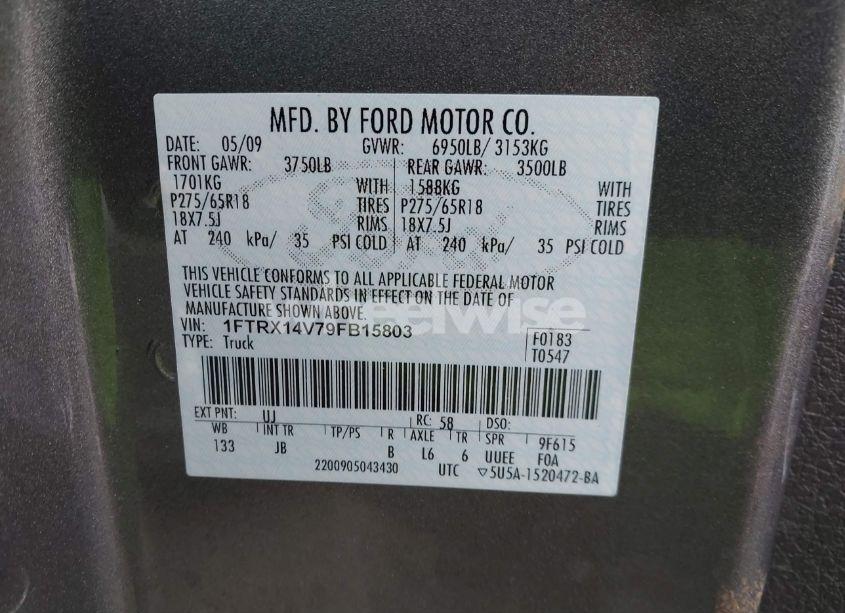 MFD. BY FORD MOTOR CO.
DATE: 05/09 GVWR: 6950LB/ 3153KG
FRONT GAWR: 3750LB REAR GAWR: 3500LB
1701KG WITH 1588KG WITH
P275/65R18 TIRES P275/65R18 TIRES
18X7.5J RIMS 18X7.5J RIMS
AT 240 kPa/ 35 PSI COLD AT 240 kPa/ 35 PSI COLD
THIS VEHICLE CONFORMS TO ALL APPLICABLE FEDERAL MOTOR
VEHICLE SAFETY STANDARDS IN EFFECT ON THE DATE OF
MANUFACTURE SHOWN ABOVE.
VIN: 1FTRX14V79FB15803 F0183
TYPE: Truck T0547
EXT PNT: UJ RC: 58 DSO:
WB INT TR TP/PS R AXLE TR SPR 9F615
133 JB B L6 6 UUEE FOA
2200905043430 UTC ▽5U5A-1520472-BA